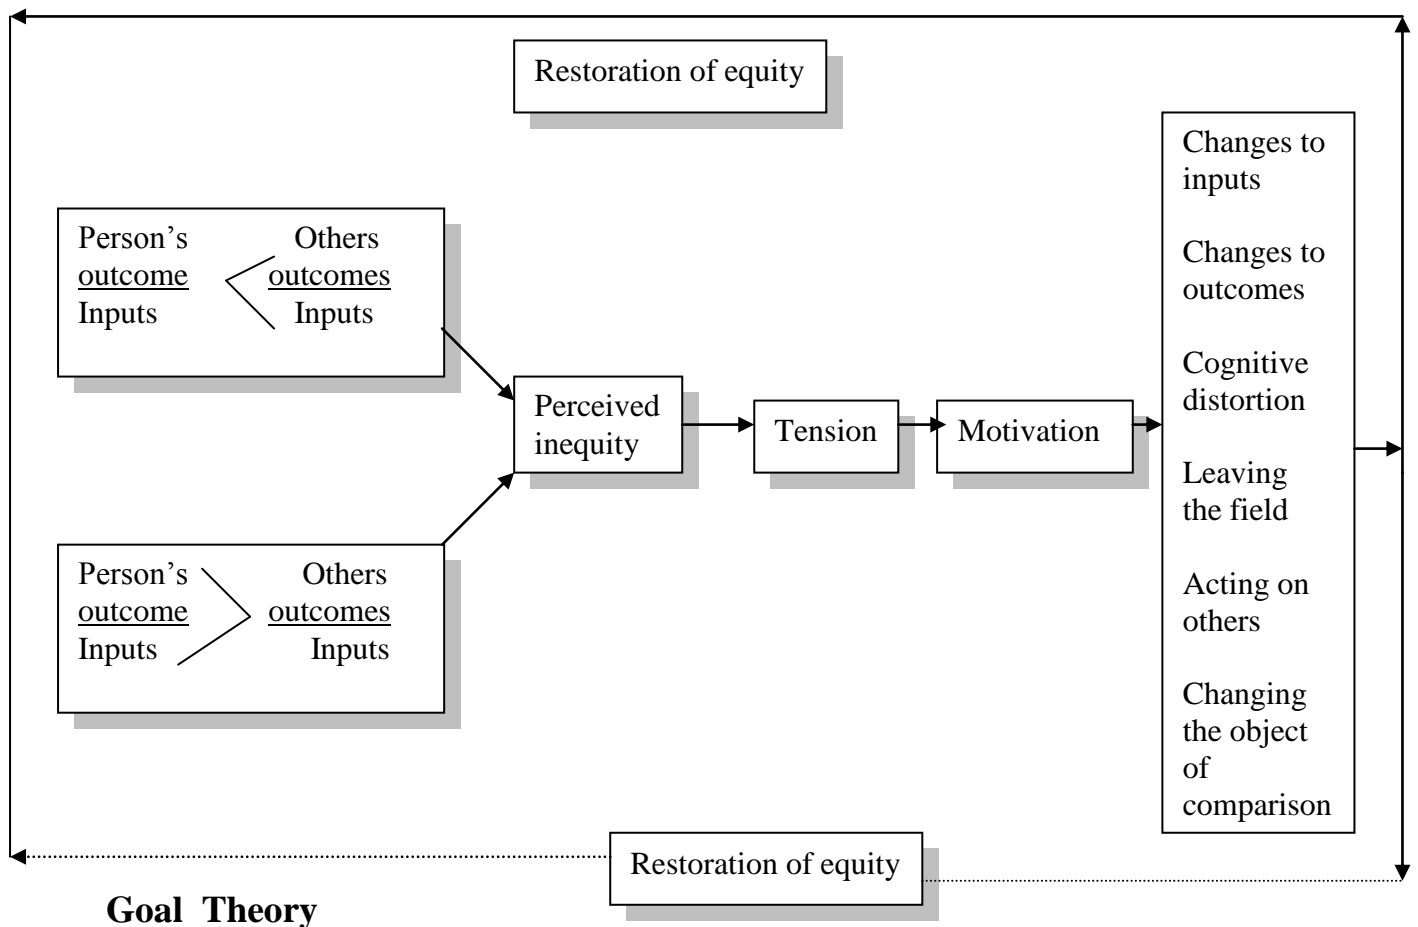 Restoration of equity
Person's Others
outcome outcomes
Inputs Inputs
Perceived
inequity
Tension
Motivation
Changes to
inputs
Changes to
outcomes
Cognitive
distortion
Leaving
the field
Acting on
others
Changing
the object
of
comparison
Person's Others
outcome outcomes
Inputs Inputs
Restoration of equity
Goal Theory